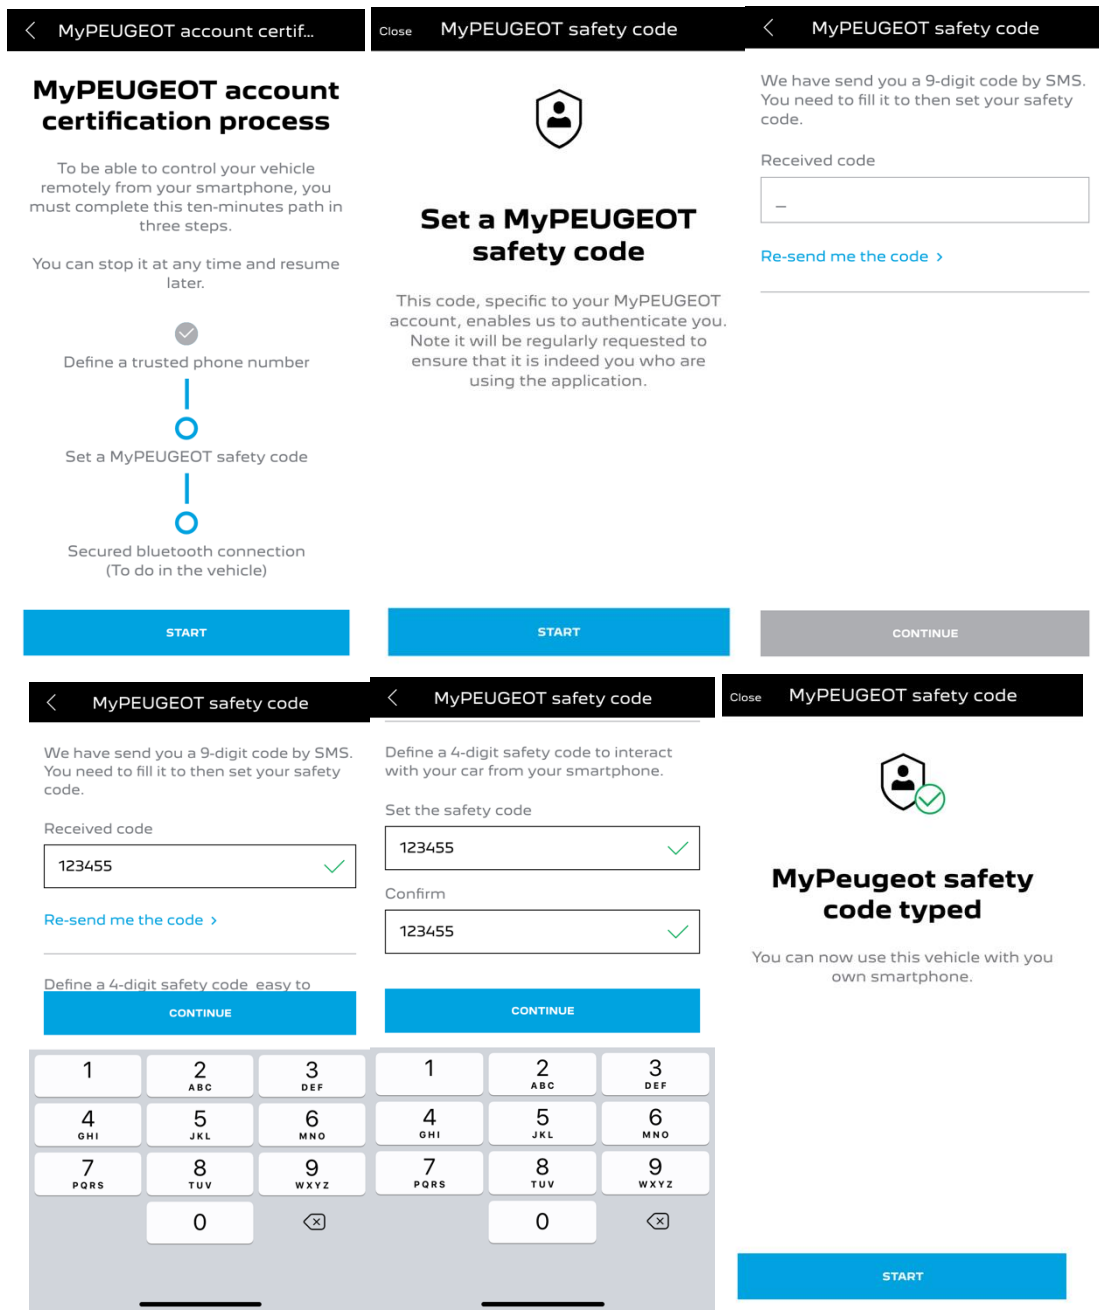 MyPEUGEOT account certif...
MyPEUGEOT account
certification process
To be able to control your vehicle
remotely from your smartphone, you
must complete this ten-minutes path in
three steps.
You can stop it at any time and resume
later.
Define a trusted phone number
Set a MyPEUGEOT safety code
Secured bluetooth connection
(To do in the vehicle)
START
Close MyPEUGEOT safety code
Set a MyPEUGEOT
safety code
This code, specific to your MyPEUGEOT
account, enables us to authenticate you.
Note it will be regularly requested to
ensure that it is indeed you who are
using the application.
START
MyPEUGEOT safety code
We have send you a 9-digit code by SMS.
You need to fill it to then set your safety
code.
Received code
_
Re-send me the code >
CONTINUE
MyPEUGEOT safety code
We have send you a 9-digit code by SMS.
You need to fill it to then set your safety
code.
Received code
123455
Re-send me the code >
Define a 4-digit safety code easy to
CONTINUE
1 2 3
ABC DEF
4 5 6
GHI JKL MNO
7 8 9
PQRS TUV WXYZ
0
MyPEUGEOT safety code
Define a 4-digit safety code to interact
with your car from your smartphone.
Set the safety code
123455
Confirm
123455
CONTINUE
1 2 3
ABC DEF
4 5 6
GHI JKL MNO
7 8 9
PQRS TUV WXYZ
0
Close MyPEUGEOT safety code
MyPeugeot safety
code typed
You can now use this vehicle with you
own smartphone.
START